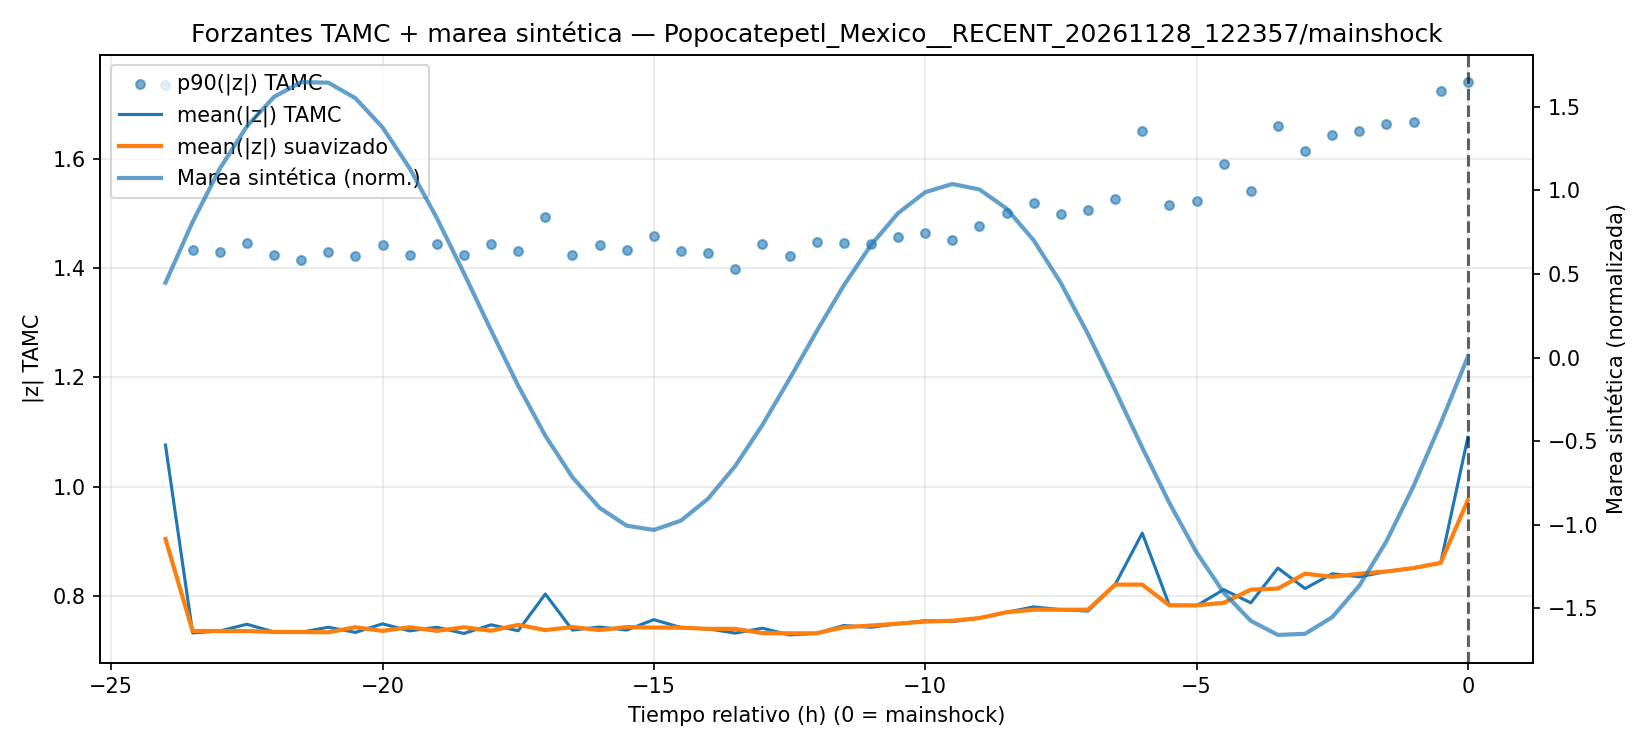 Forzantes TAMC + marea sintética — Popocatepetl_Mexico__RECENT_20261128_122357/mainshock
p90(|z|) TAMC
mean(|z|) TAMC
mean(|z|) suavizado
Marea sintética (norm.)
|z| TAMC
1.6
1.4
1.2
1.0
0.8
1.5
1.0
0.5
0.0
−0.5
−1.0
−1.5
Marea sintética (normalizada)
−25
−20
−15
−10
−5
0
Tiempo relativo (h) (0 = mainshock)